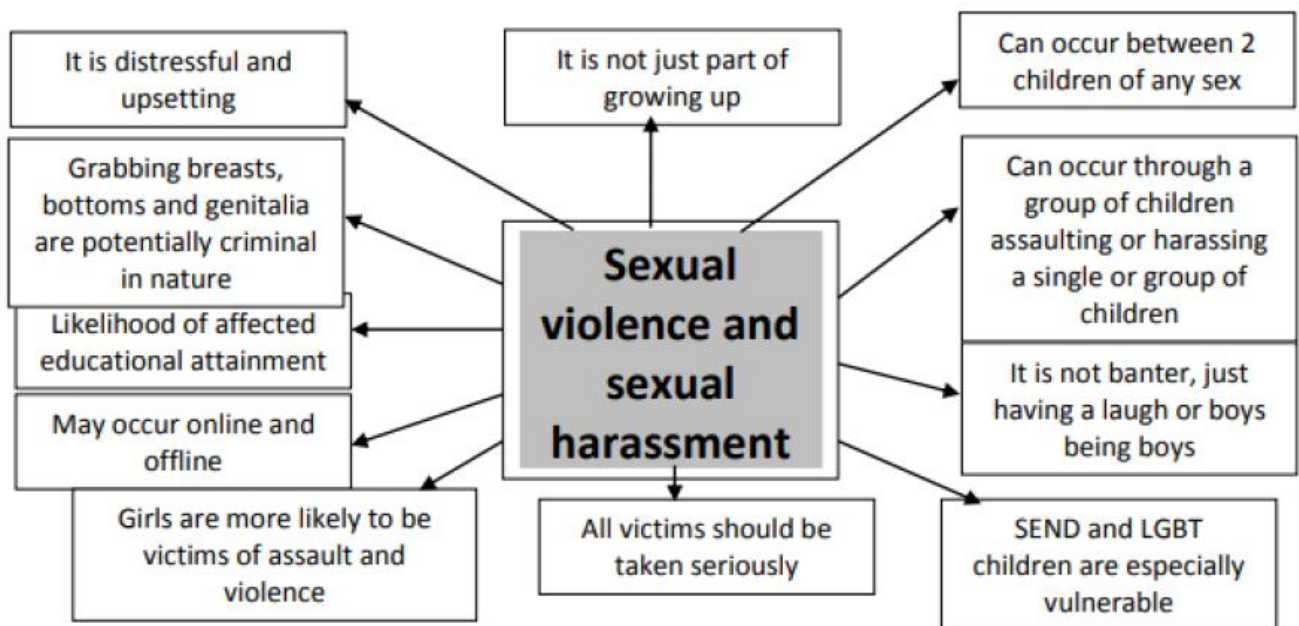 It is distressful and
upsetting
It is not just part of
growing up
Can occur between 2
children of any sex
Grabbing breasts,
bottoms and genitalia
are potentially criminal
in nature
Can occur through a
group of children
assaulting or harassing
a single or group of
children
Sexual
violence and
sexual
harassment
Likelihood of affected
educational attainment
It is not banter, just
having a laugh or boys
being boys
May occur online and
offline
Girls are more likely to be
victims of assault and
violence
All victims should be
taken seriously
SEND and LGBT
children are especially
vulnerable